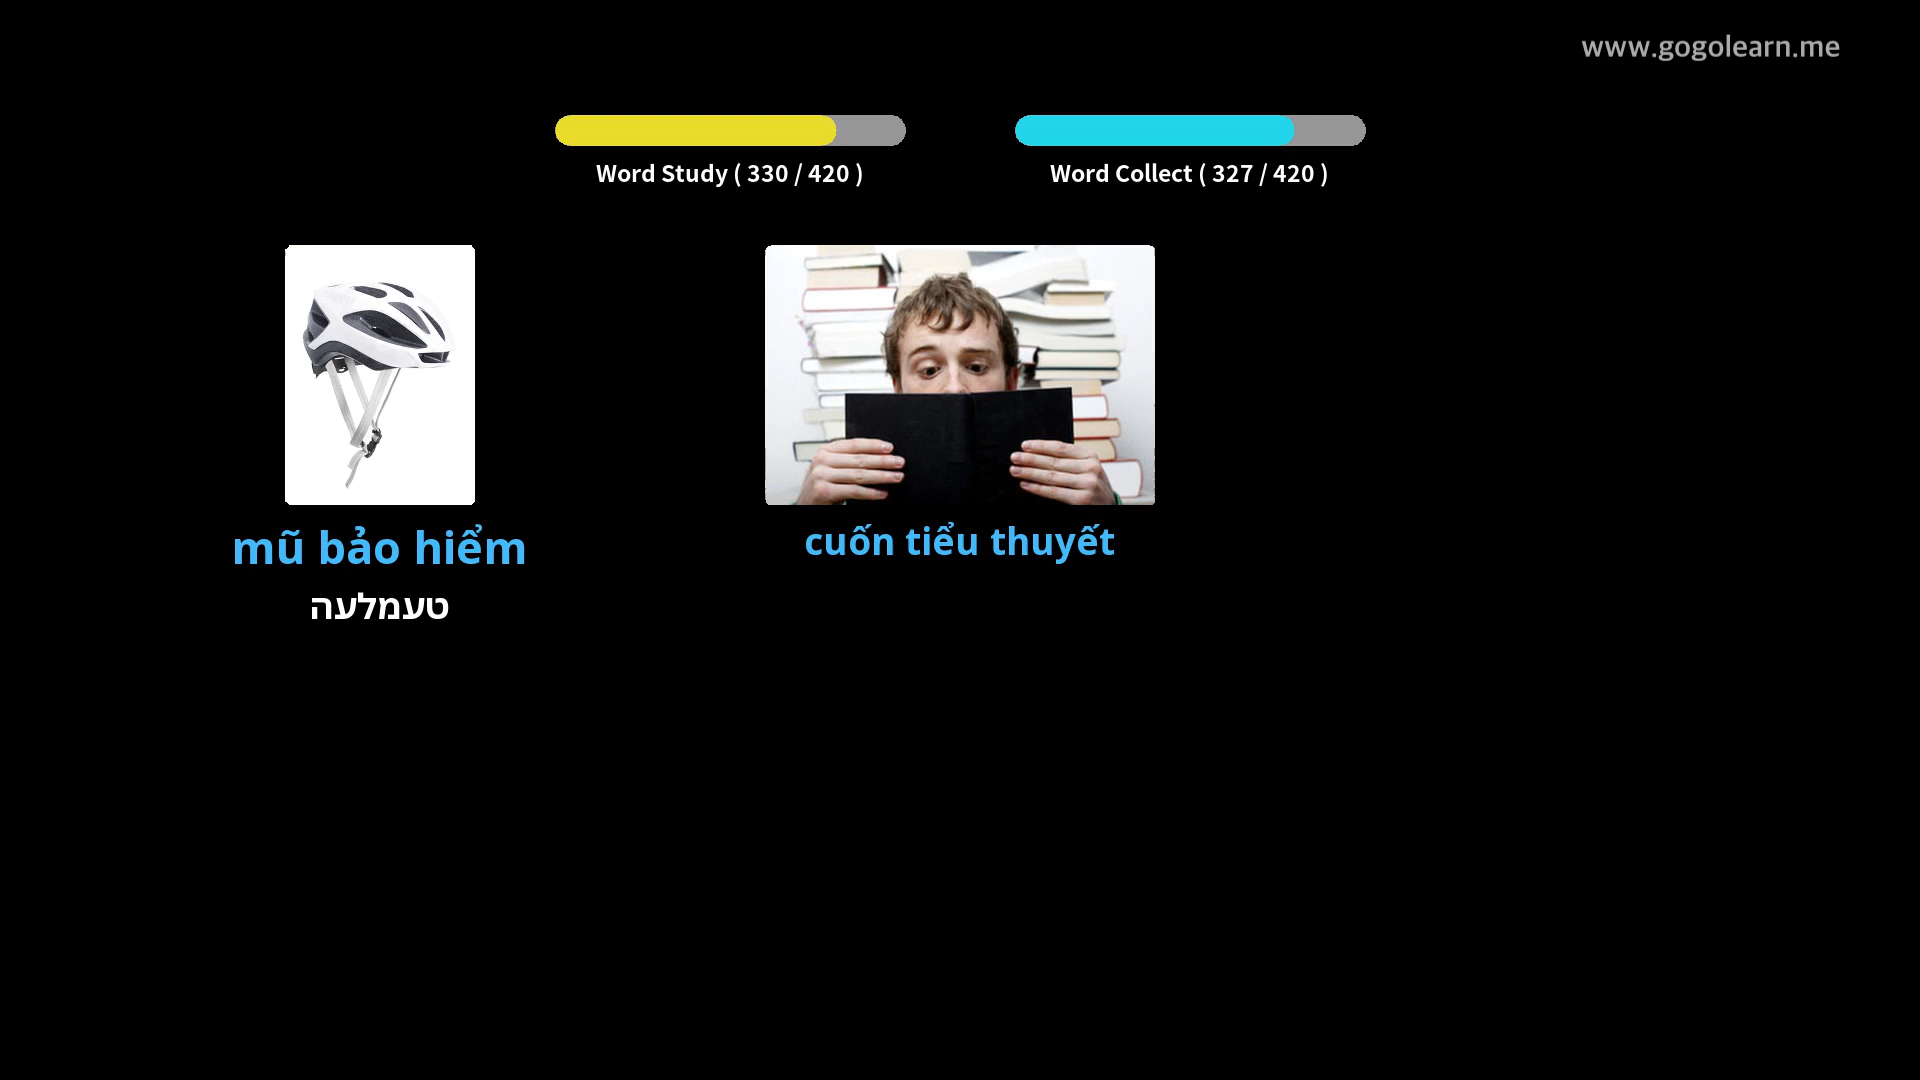 www.gogolearn.me
Word Study ( 330 / 420 )
Word Collect ( 327 / 420 )
mũ bảo hiểm
טעמלעה
cuốn tiểu thuyết